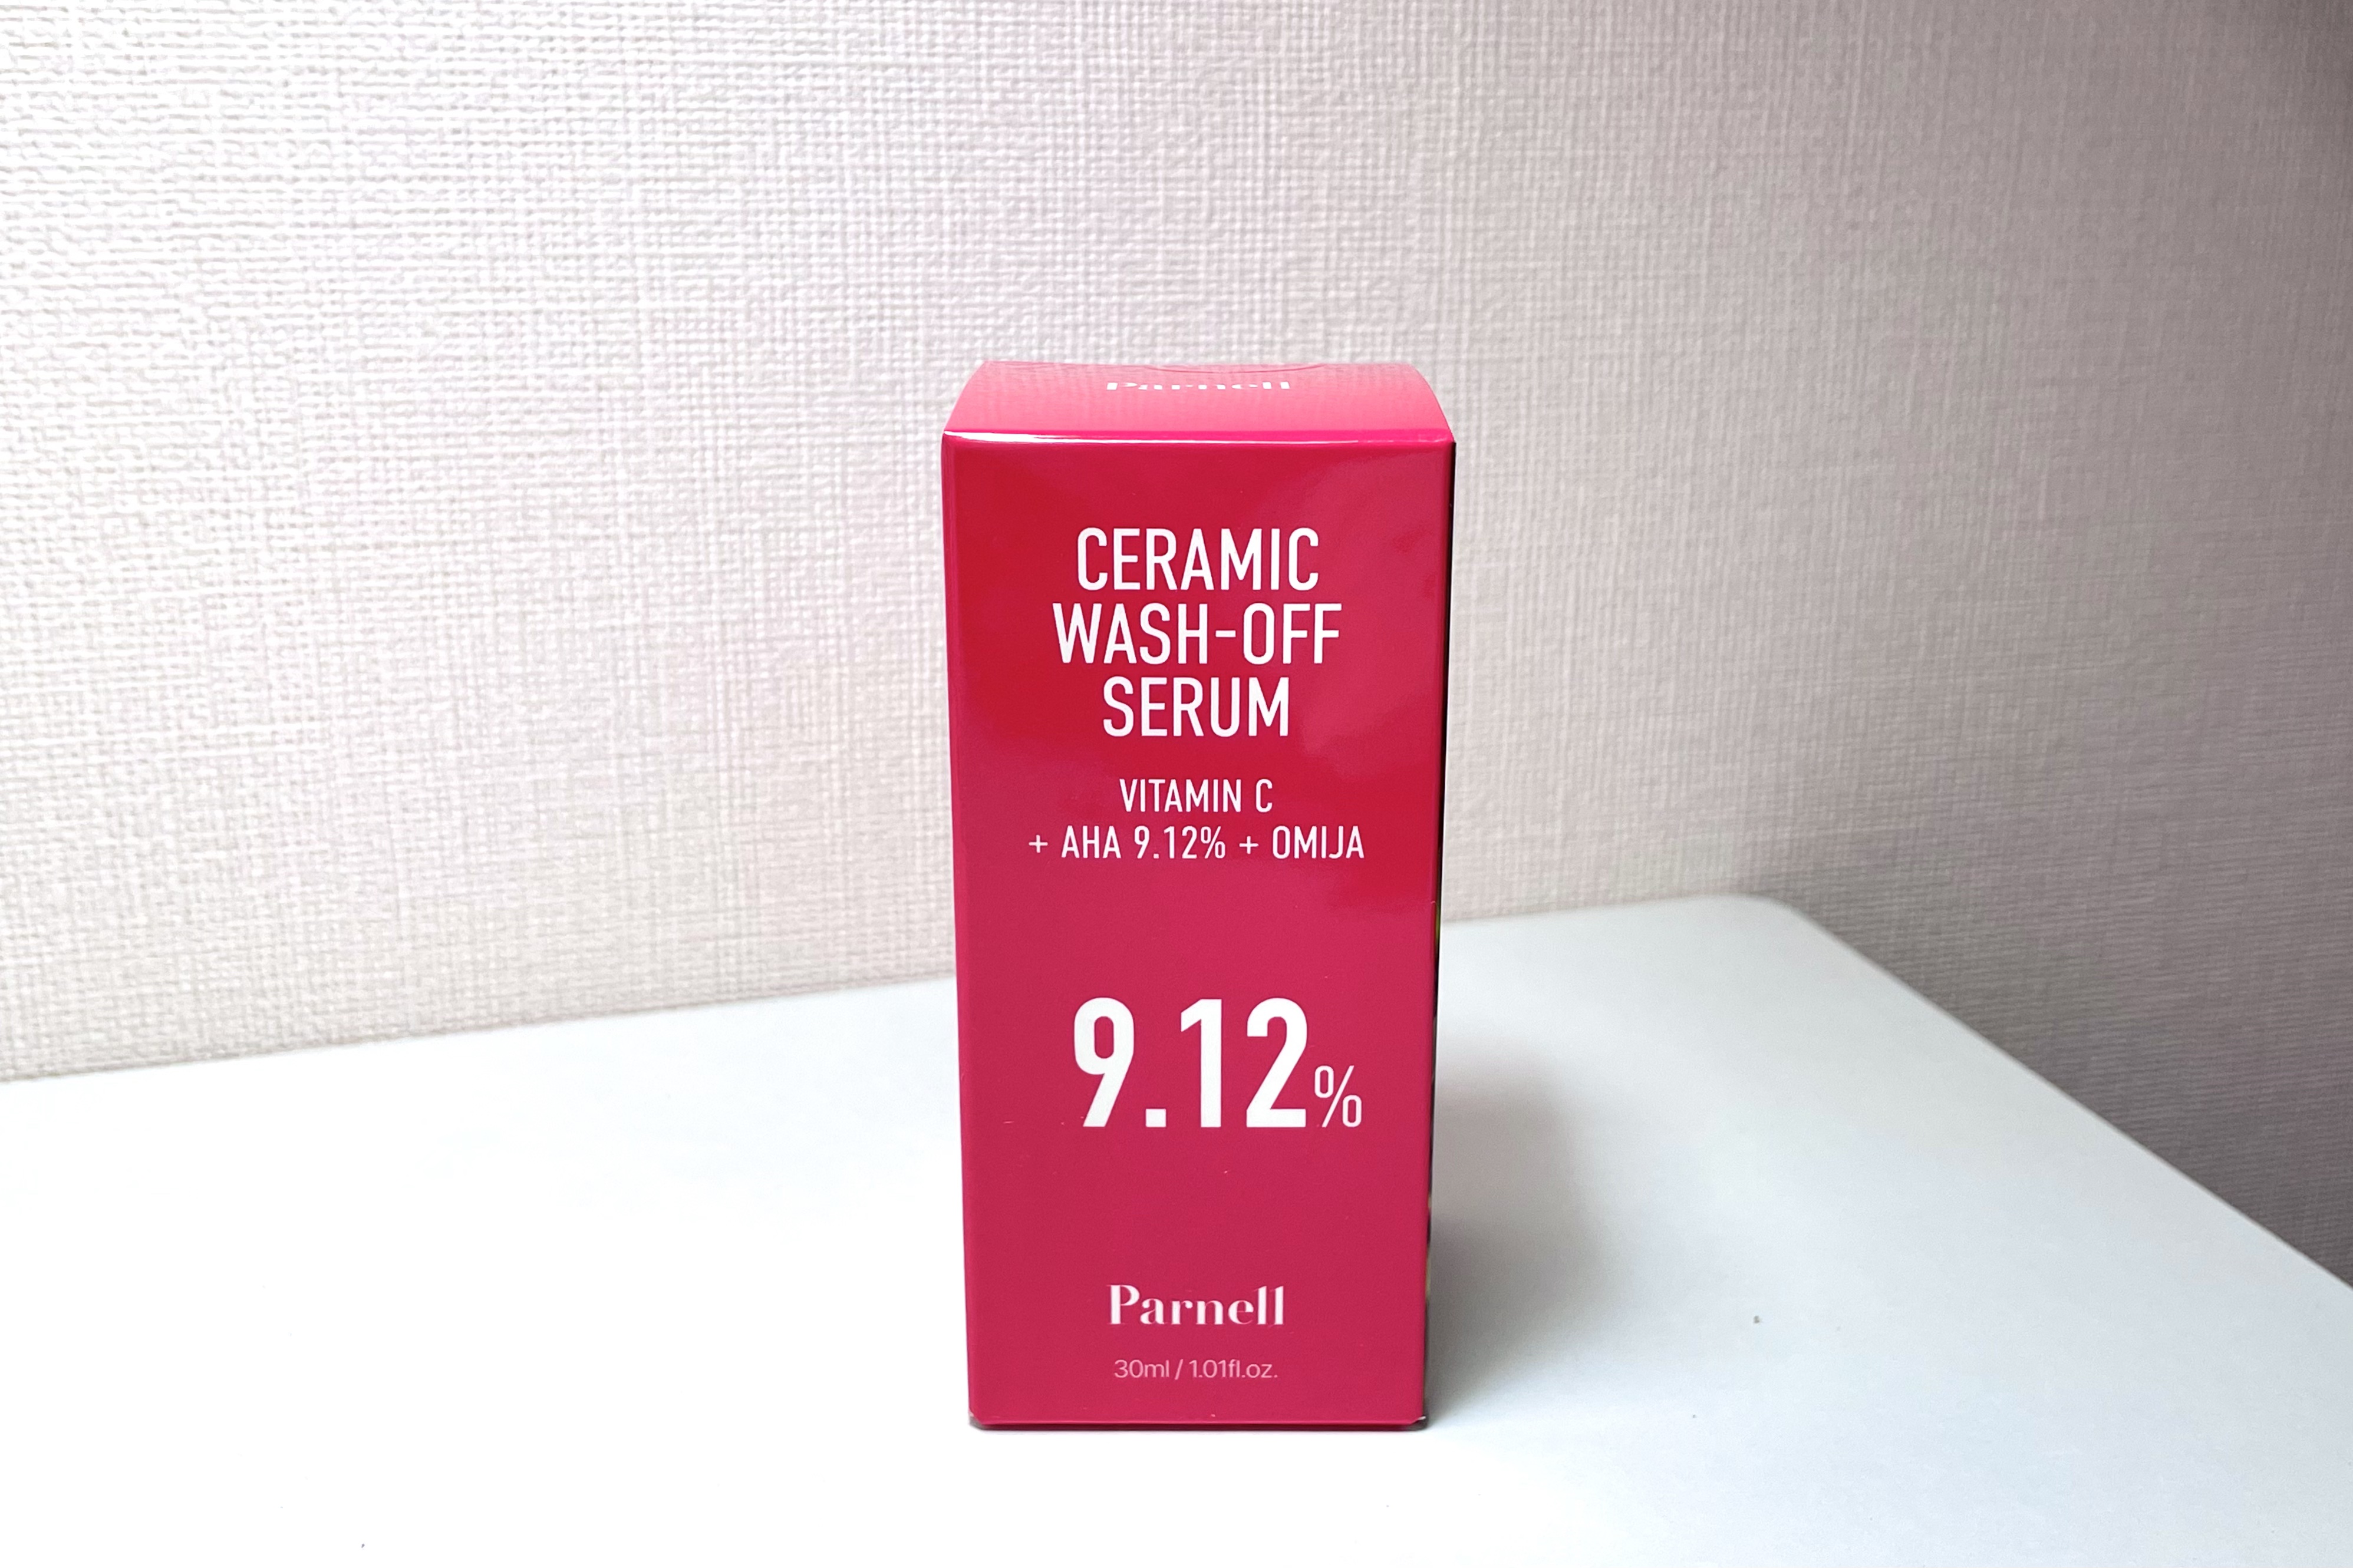 Parnell
CERAMIC
WASH-OFF
SERUM
VITAMIN C
+ AHA 9.12% + OMIJA
9.12%
Parnell
30ml / 1.01fl.oz.